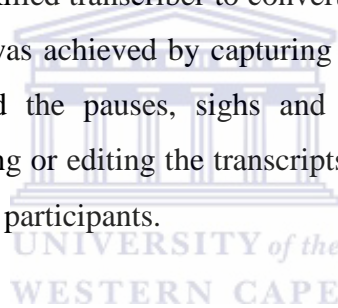 transcriber to convert
was achieved by capturing
the pauses, sighs and
or editing the transcripts
participants.
UNIVERSITY of the
WESTERN CAPE